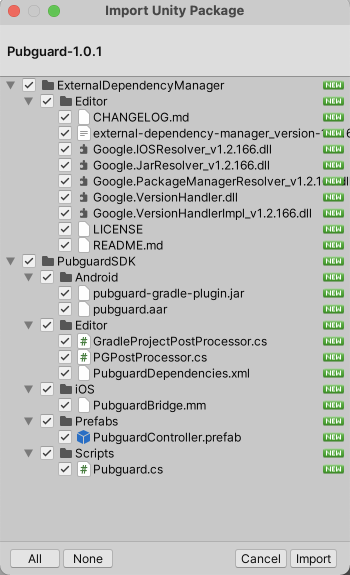 Import Unity Package
Pubguard-1.0.1
ExternalDependencyManager NEW
Editor NEW
CHANGELOG.md NEW
external-dependency-manager_version- NEW
Google.IOSResolver_v1.2.166.dll NEW
Google.JarResolver_v1.2.166.dll NEW
Google.PackageManagerResolver_v1.2.1 NEW
Google.VersionHandler.dll NEW
Google.VersionHandlerImpl_v1.2.166.dll NEW
LICENSE NEW
README.md NEW
PubguardSDK NEW
Android NEW
pubguard-gradle-plugin.jar NEW
pubguard.aar NEW
Editor NEW
GradleProjectPostProcessor.cs NEW
PGPostProcessor.cs NEW
PubguardDependencies.xml NEW
iOS NEW
PubguardBridge.mm NEW
Prefabs NEW
PubguardController.prefab NEW
Scripts NEW
Pubguard.cs NEW
All None Cancel Import